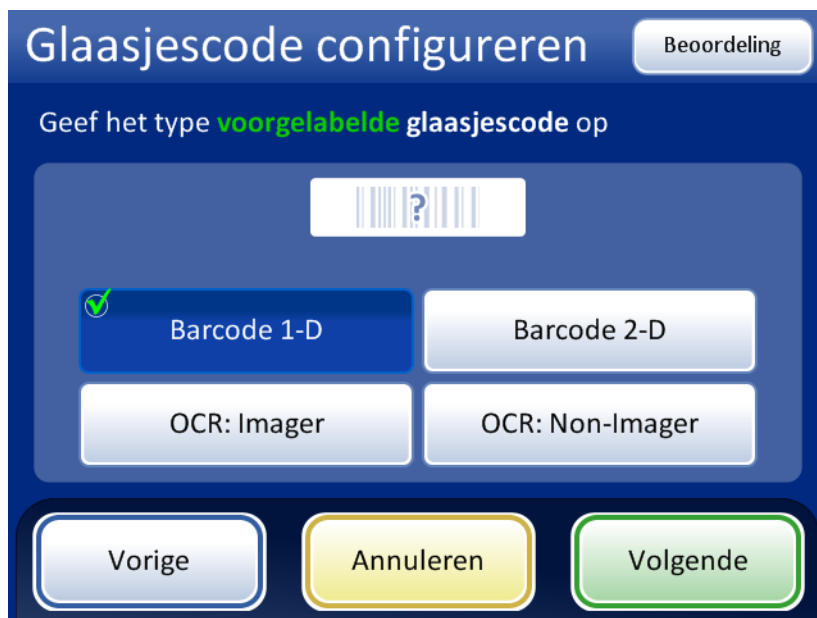 Glaasjescode configureren
Beoordeling
Geef het type voorgelabelde glaasjescode op
?
Barcode 1-D
Barcode 2-D
OCR: Imager
OCR: Non-Imager
Vorige
Annuleren
Volgende